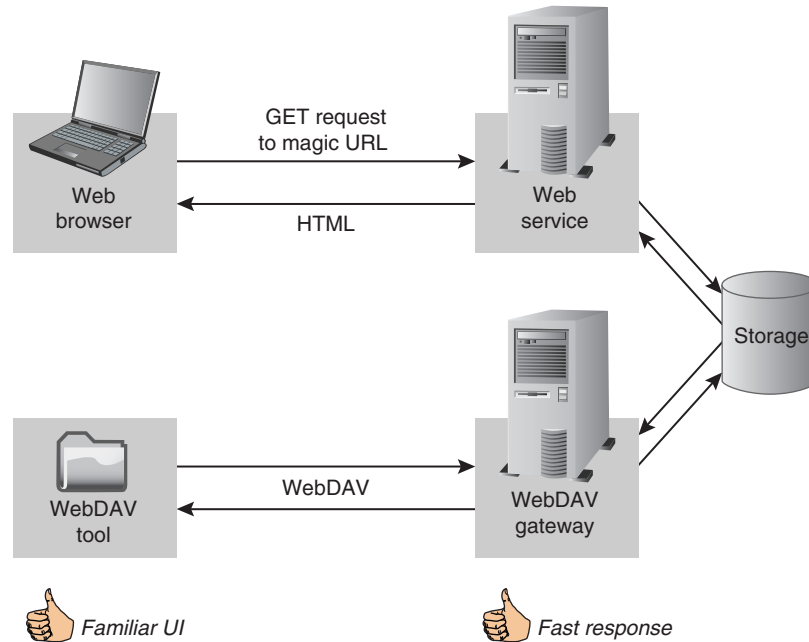 GET request
to magic URL
Web
browser
HTML
Web
service
Storage
WebDAV
tool
WebDAV
WebDAV
gateway
Familiar UI
Fast response